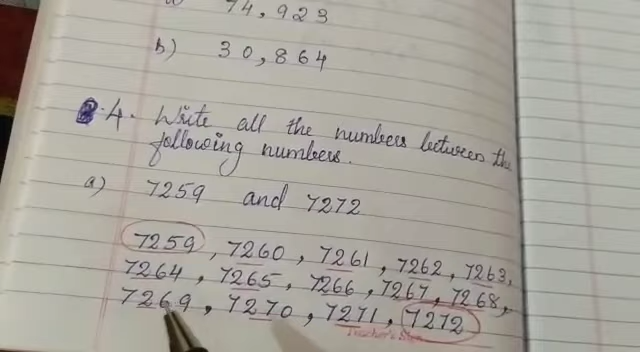 74,923
b) 30,864
Q.4. Write all the numbers between the
following numbers.
a) 7259 and 7272
7259, 7260, 7261, 7262, 7263,
7264, 7265, 7266, 7267, 7268,
7269, 7270, 7271, 7272
Teacher's